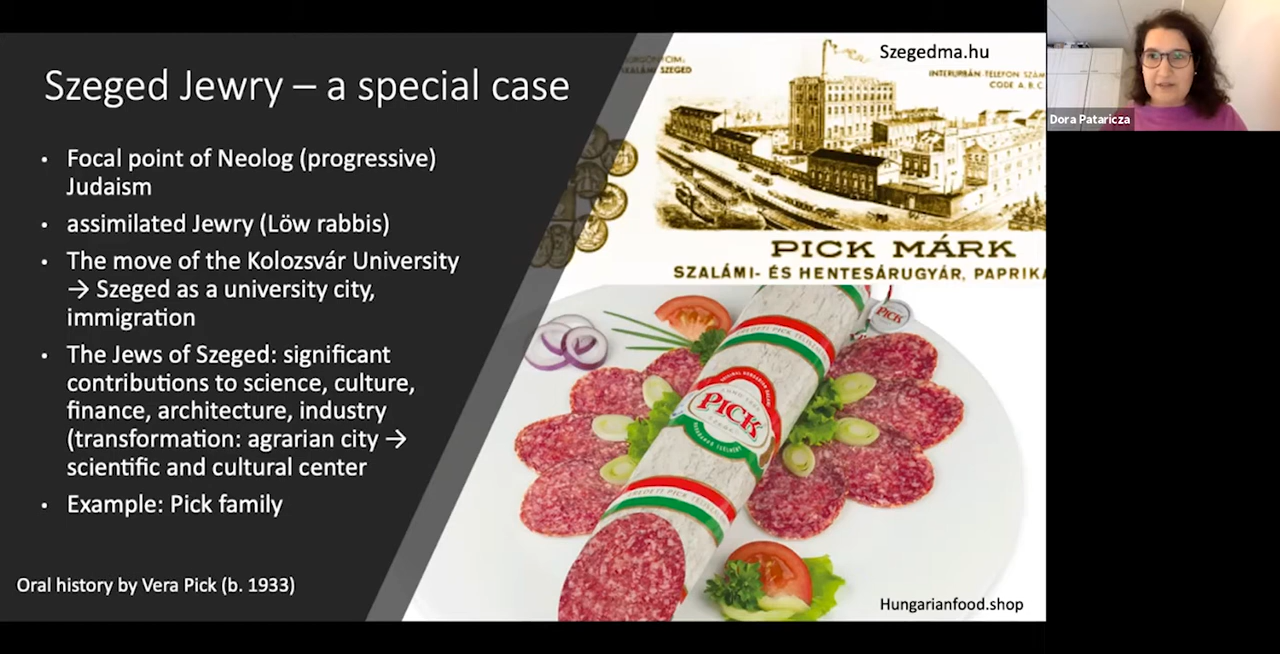 Szeged Jewry – a special case
• Focal point of Neolog (progressive)
Judaism
• assimilated Jewry (Löw rabbis)
• The move of the Kolozsvár University
→ Szeged as a university city,
immigration
• The Jews of Szeged: significant
contributions to science, culture,
finance, architecture, industry
(transformation: agrarian city →
scientific and cultural center
• Example: Pick family
Oral history by Vera Pick (b. 1933)
Szegedma.hu
SZEGED
INTERURBÁN TELEFON SZÁM
CODE A.B.C.
PICK MÁRK
SZALÁMI- ÉS HENTESÁRUGYÁR, PAPRIKA
PICK
PICK
Hungarianfood.shop
Dora Pataricza